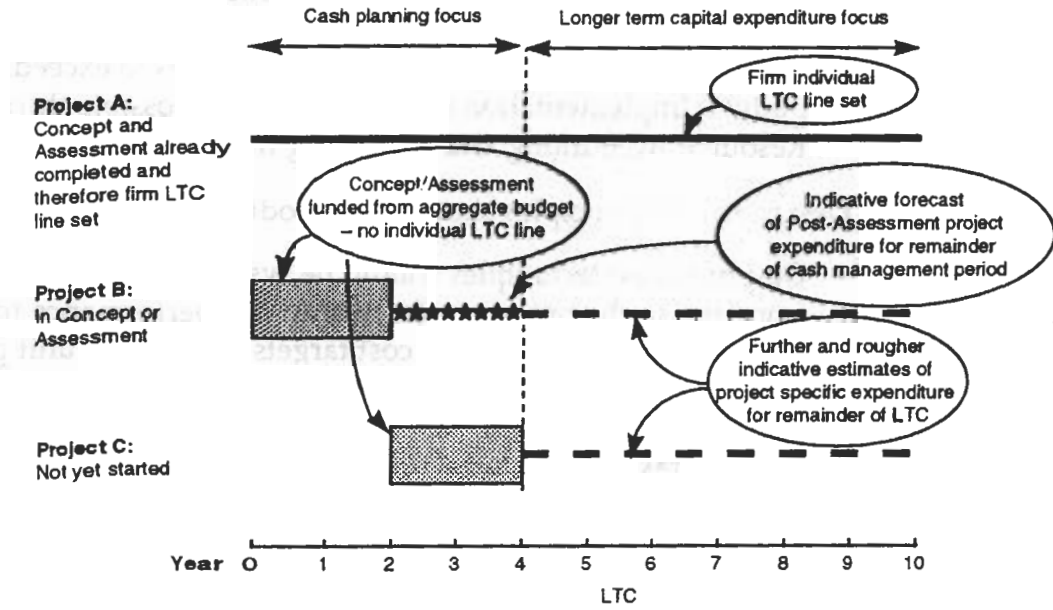 Cash planning focus
Longer term capital expenditure focus
Project A:
Concept and
Assessment already
completed and
therefore firm LTC
line set
Firm individual
LTC line set
Concept/Assessment
funded from aggregate budget
– no individual LTC line
Indicative forecast
of Post-Assessment project
expenditure for remainder
of cash management period
Project B:
In Concept or
Assessment
Further and rougher
indicative estimates of
project specific expenditure
for remainder of LTC
Project C:
Not yet started
Year 0 1 2 3 4 5 6 7 8 9 10
LTC